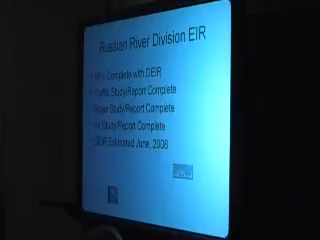 Russian River Division EIR
Complete with DEIR
Traffic Study/Report Complete
Noise Study/Report Complete
Air Study/Report Complete
DEIR Estimated June, 2008